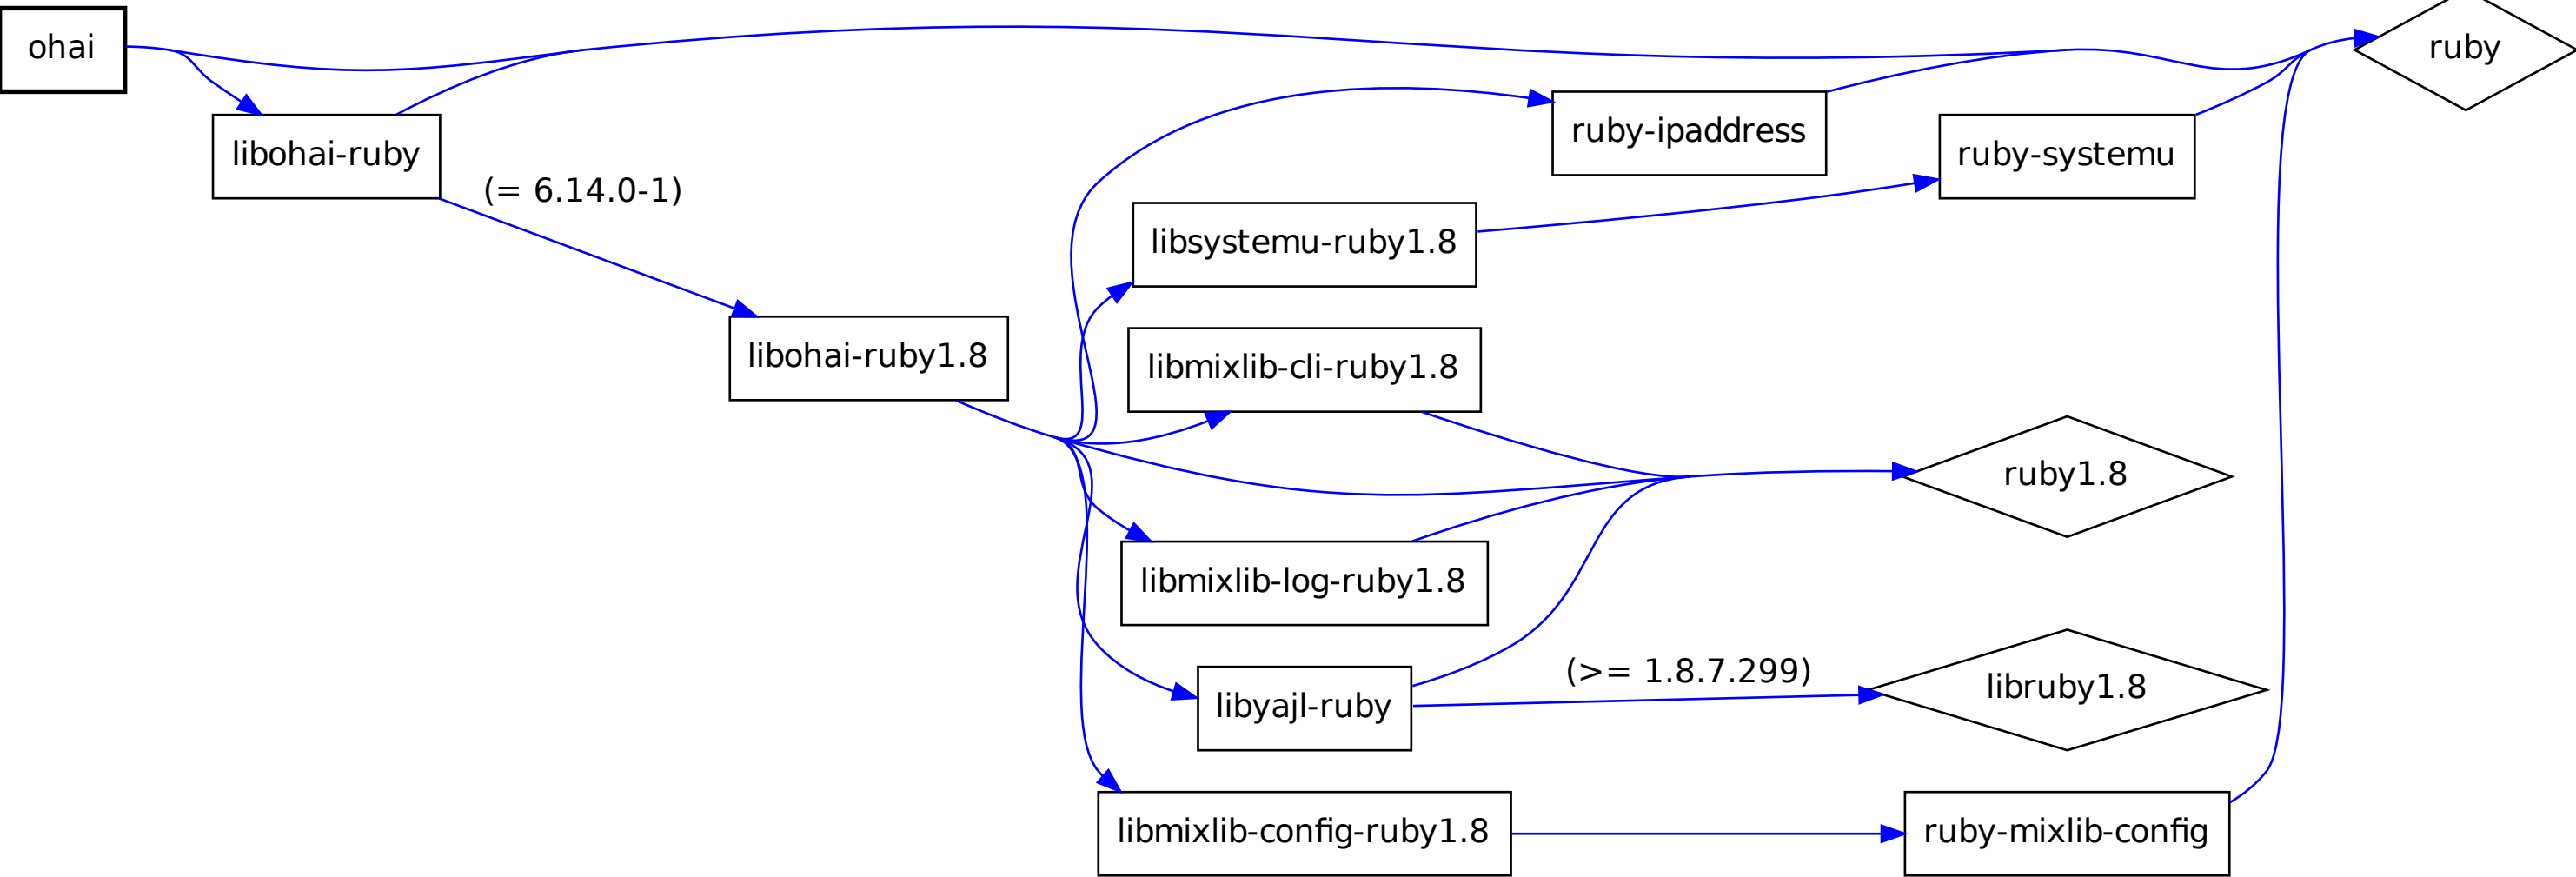 ohai
ruby
ruby-ipaddress
libohai-ruby
ruby-systemu
(= 6.14.0-1)
libsystemu-ruby1.8
libohai-ruby1.8
libmixlib-cli-ruby1.8
ruby1.8
libmixlib-log-ruby1.8
(>= 1.8.7.299)
libruby1.8
libyajl-ruby
libmixlib-config-ruby1.8
ruby-mixlib-config